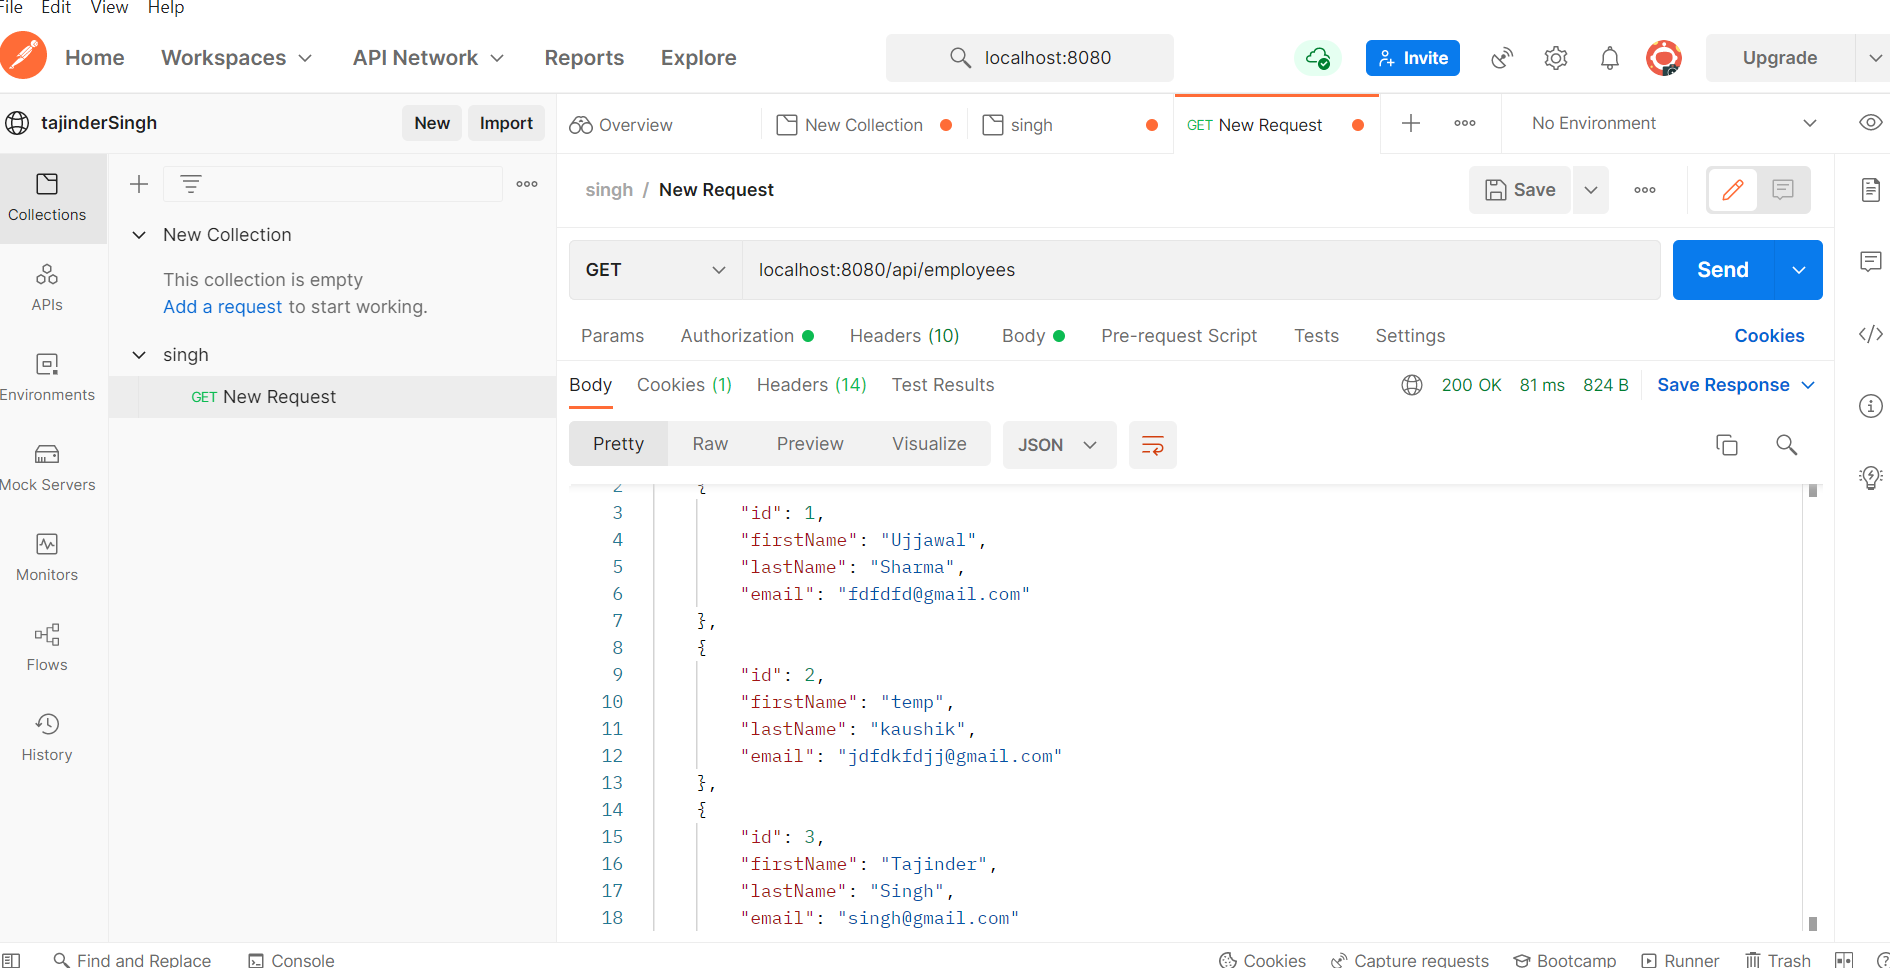 File Edit View Help
Home Workspaces API Network Reports Explore localhost:8080 Invite Upgrade
tajinderSingh New Import
Overview New Collection singh GET New Request No Environment
Collections
APIs
Environments
Mock Servers
Monitors
Flows
History
New Collection
This collection is empty
Add a request to start working.
singh
GET New Request
singh / New Request Save
GET localhost:8080/api/employees Send
Params Authorization Headers (10) Body Pre-request Script Tests Settings Cookies
Body Cookies (1) Headers (14) Test Results 200 OK 81 ms 824 B Save Response
Pretty Raw Preview Visualize JSON
2 {
3 "id": 1,
4 "firstName": "Ujjawal",
5 "lastName": "Sharma",
6 "email": "fdfdfd@gmail.com"
7 },
8 {
9 "id": 2,
10 "firstName": "temp",
11 "lastName": "kaushik",
12 "email": "jdfdkfdjj@gmail.com"
13 },
14 {
15 "id": 3,
16 "firstName": "Tajinder",
17 "lastName": "Singh",
18 "email": "singh@gmail.com"
Find and Replace Console Cookies Capture requests Bootcamp Runner Trash